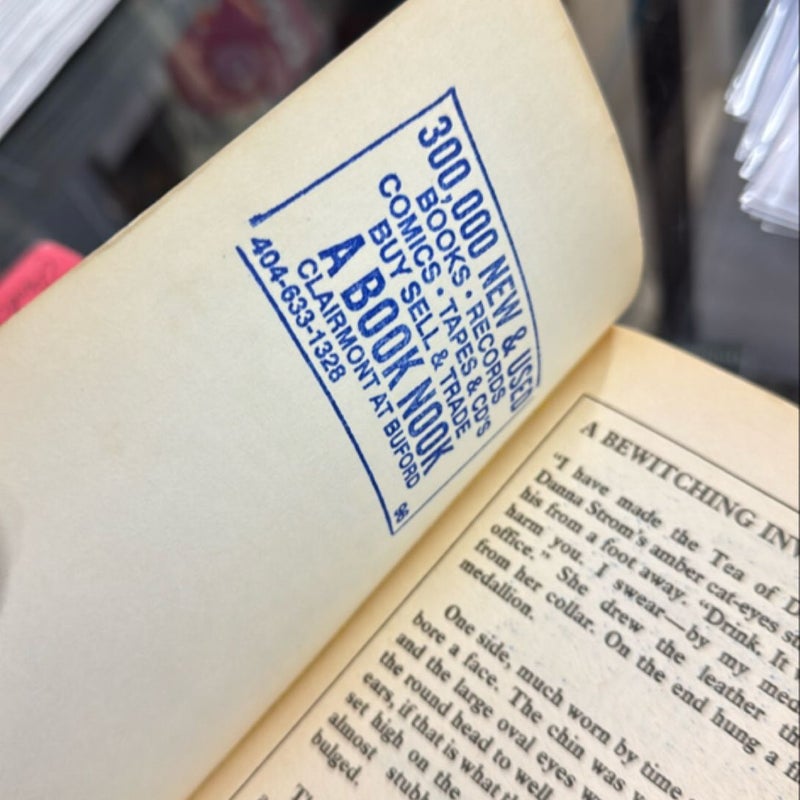 300,000 NEW & USED
BOOKS • RECORDS
COMICS • TAPES & CD'S
BUY SELL & TRADE
A BOOK NOOK
CLAIRMONT AT BUFORD
404-633-1328
96
A BEWITCHING
"I have made the Tea of
Danna Strom's amber cat-eyes
his from a foot away. "Drink. It
harm you. I swear—by my
office." She drew the leather
from her collar. On the end hung a
medallion.
One side, much worn by time
bore a face. The chin was
and the large oval eyes
the round head to well
ears, if that is what
set high on the
almost
bulged.